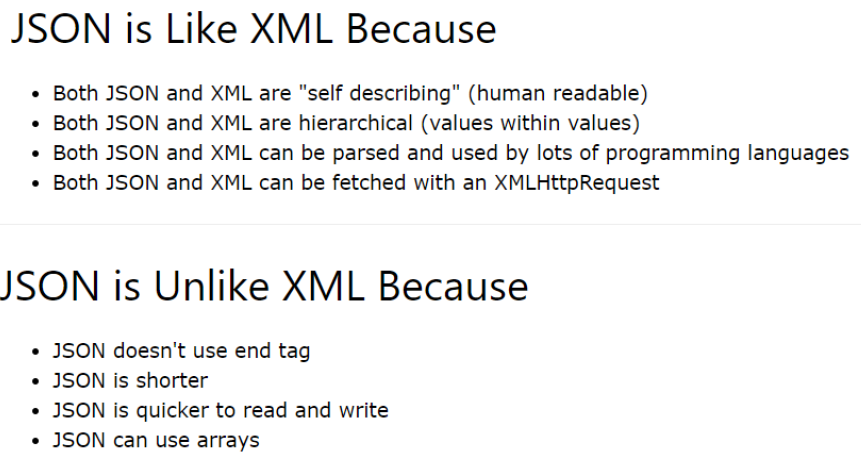 JSON is Like XML Because
• Both JSON and XML are "self describing" (human readable)
• Both JSON and XML are hierarchical (values within values)
• Both JSON and XML can be parsed and used by lots of programming languages
• Both JSON and XML can be fetched with an XMLHttpRequest
JSON is Unlike XML Because
• JSON doesn't use end tag
• JSON is shorter
• JSON is quicker to read and write
• JSON can use arrays